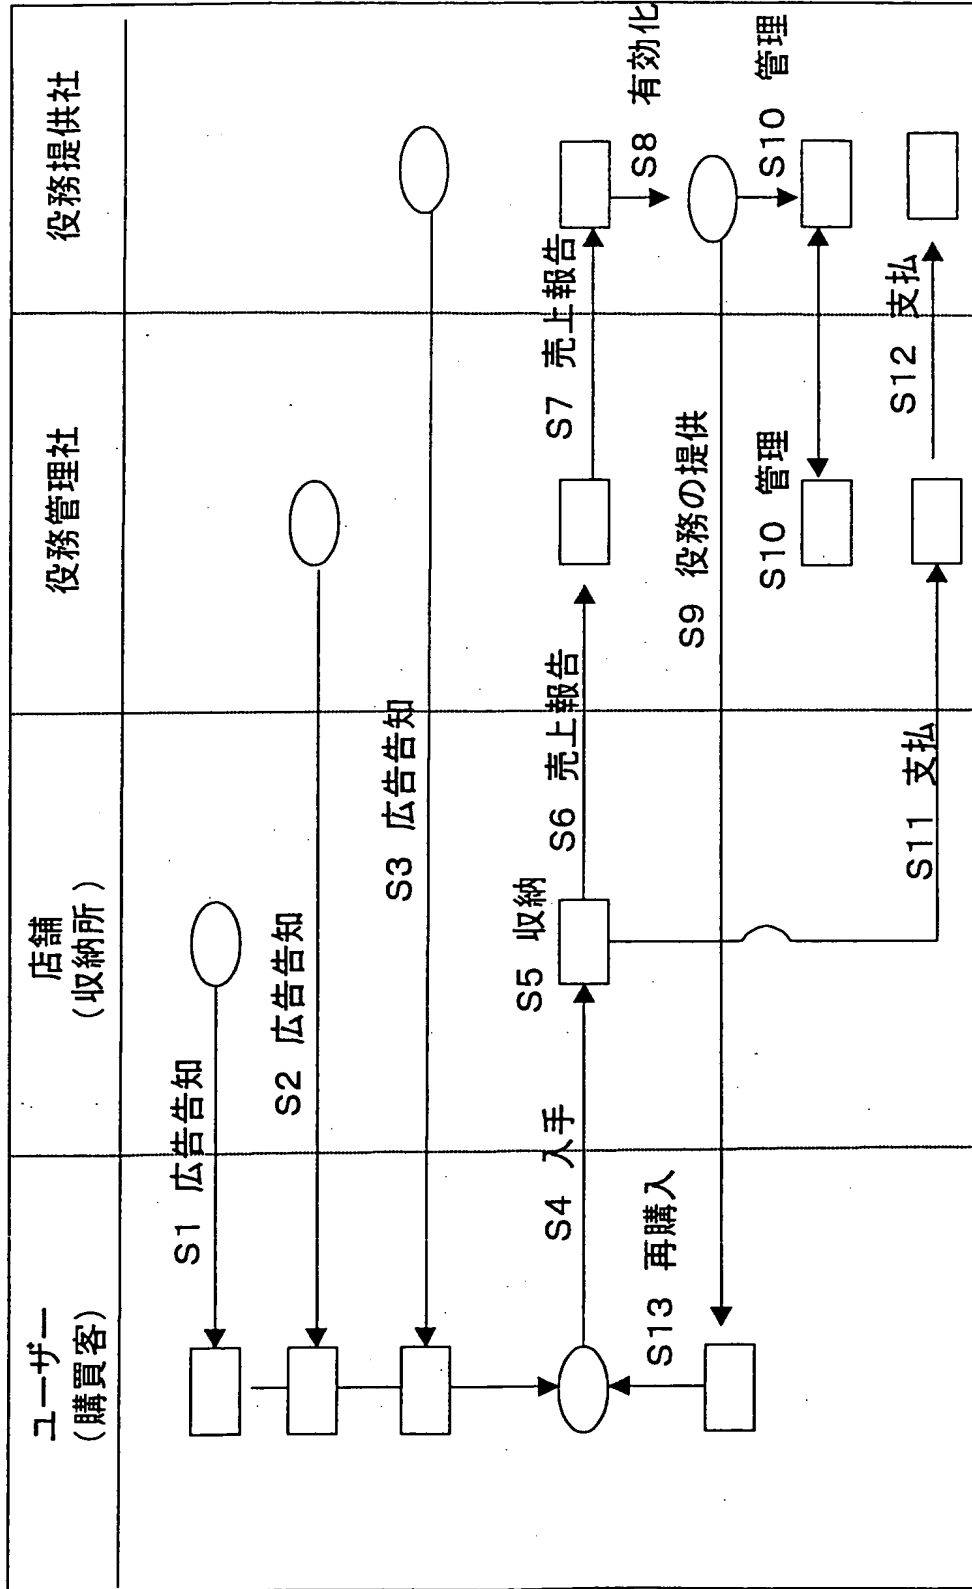 ユーザー
（購買客）
店舗
（収納所）
役務管理社
役務提供社
S1 広告告知
S2 広告告知
S3 広告告知
S4 入手
S5 収納
S6 売上報告
S7 売上報告
S8 有効化
S9 役務の提供
S10 管理
S10 管理
S11 支払
S12 支払
S13 再購入